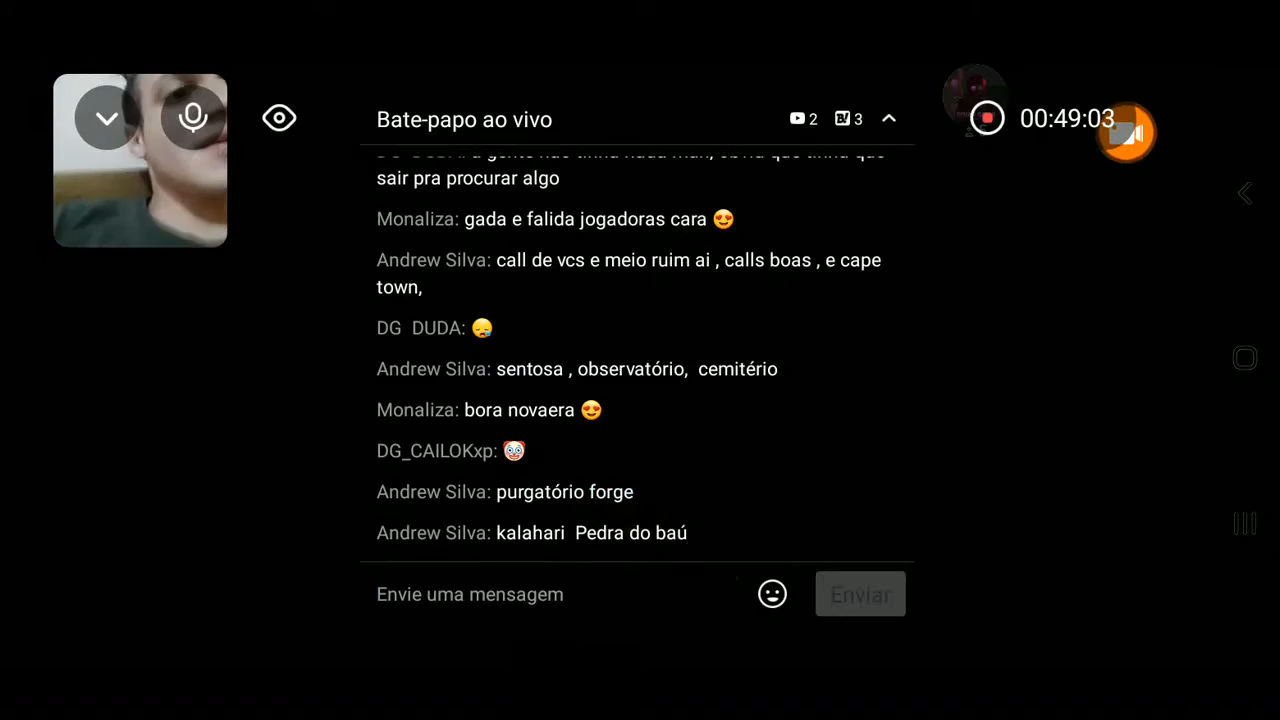 Bate-papo ao vivo
2
3
00:49:03
sair pra procurar algo
Monaliza: gada e falida jogadoras cara 😍
Andrew Silva: call de vcs e meio ruim ai , calls boas , e cape
town,
DG DUDA: 😪
Andrew Silva: sentosa , observatório, cemitério
Monaliza: bora novaera 😍
DG_CAILOKxp: 🤡
Andrew Silva: purgatório forge
Andrew Silva: kalahari Pedra do baú
Envie uma mensagem
Enviar